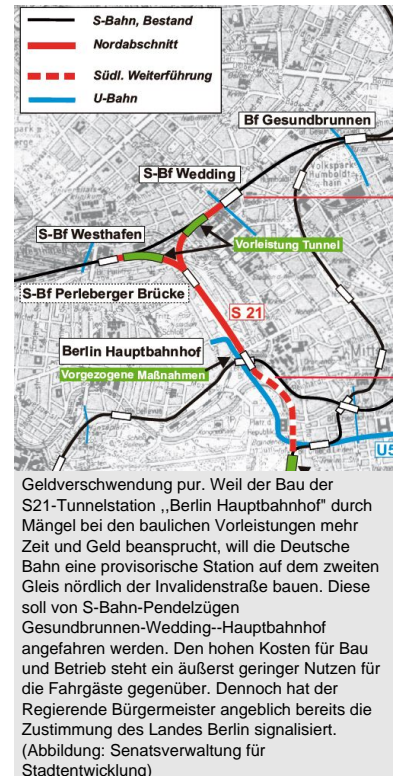 S-Bahn, Bestand
Nordabschnitt
Südl. Weiterführung
U-Bahn
Bf Gesundbrunnen
S-Bf Wedding
Volkspark
Humboldt
hain
S-Bf Westhafen
Vorleistung Tunnel
S-Bf Perleberger Brücke
S 21
Berlin Hauptbahnhof
Vorgezogene Maßnahmen
U5
Geldverschwendung pur. Weil der Bau der
S21-Tunnelstation ,,Berlin Hauptbahnhof" durch
Mängel bei den baulichen Vorleistungen mehr
Zeit und Geld beansprucht, will die Deutsche
Bahn eine provisorische Station auf dem zweiten
Gleis nördlich der Invalidenstraße bauen. Diese
soll von S-Bahn-Pendelzügen
Gesundbrunnen-Wedding--Hauptbahnhof
angefahren werden. Den hohen Kosten für Bau
und Betrieb steht ein äußerst geringer Nutzen für
die Fahrgäste gegenüber. Dennoch hat der
Regierende Bürgermeister angeblich bereits die
Zustimmung des Landes Berlin signalisiert.
(Abbildung: Senatsverwaltung für
Stadtentwicklung)